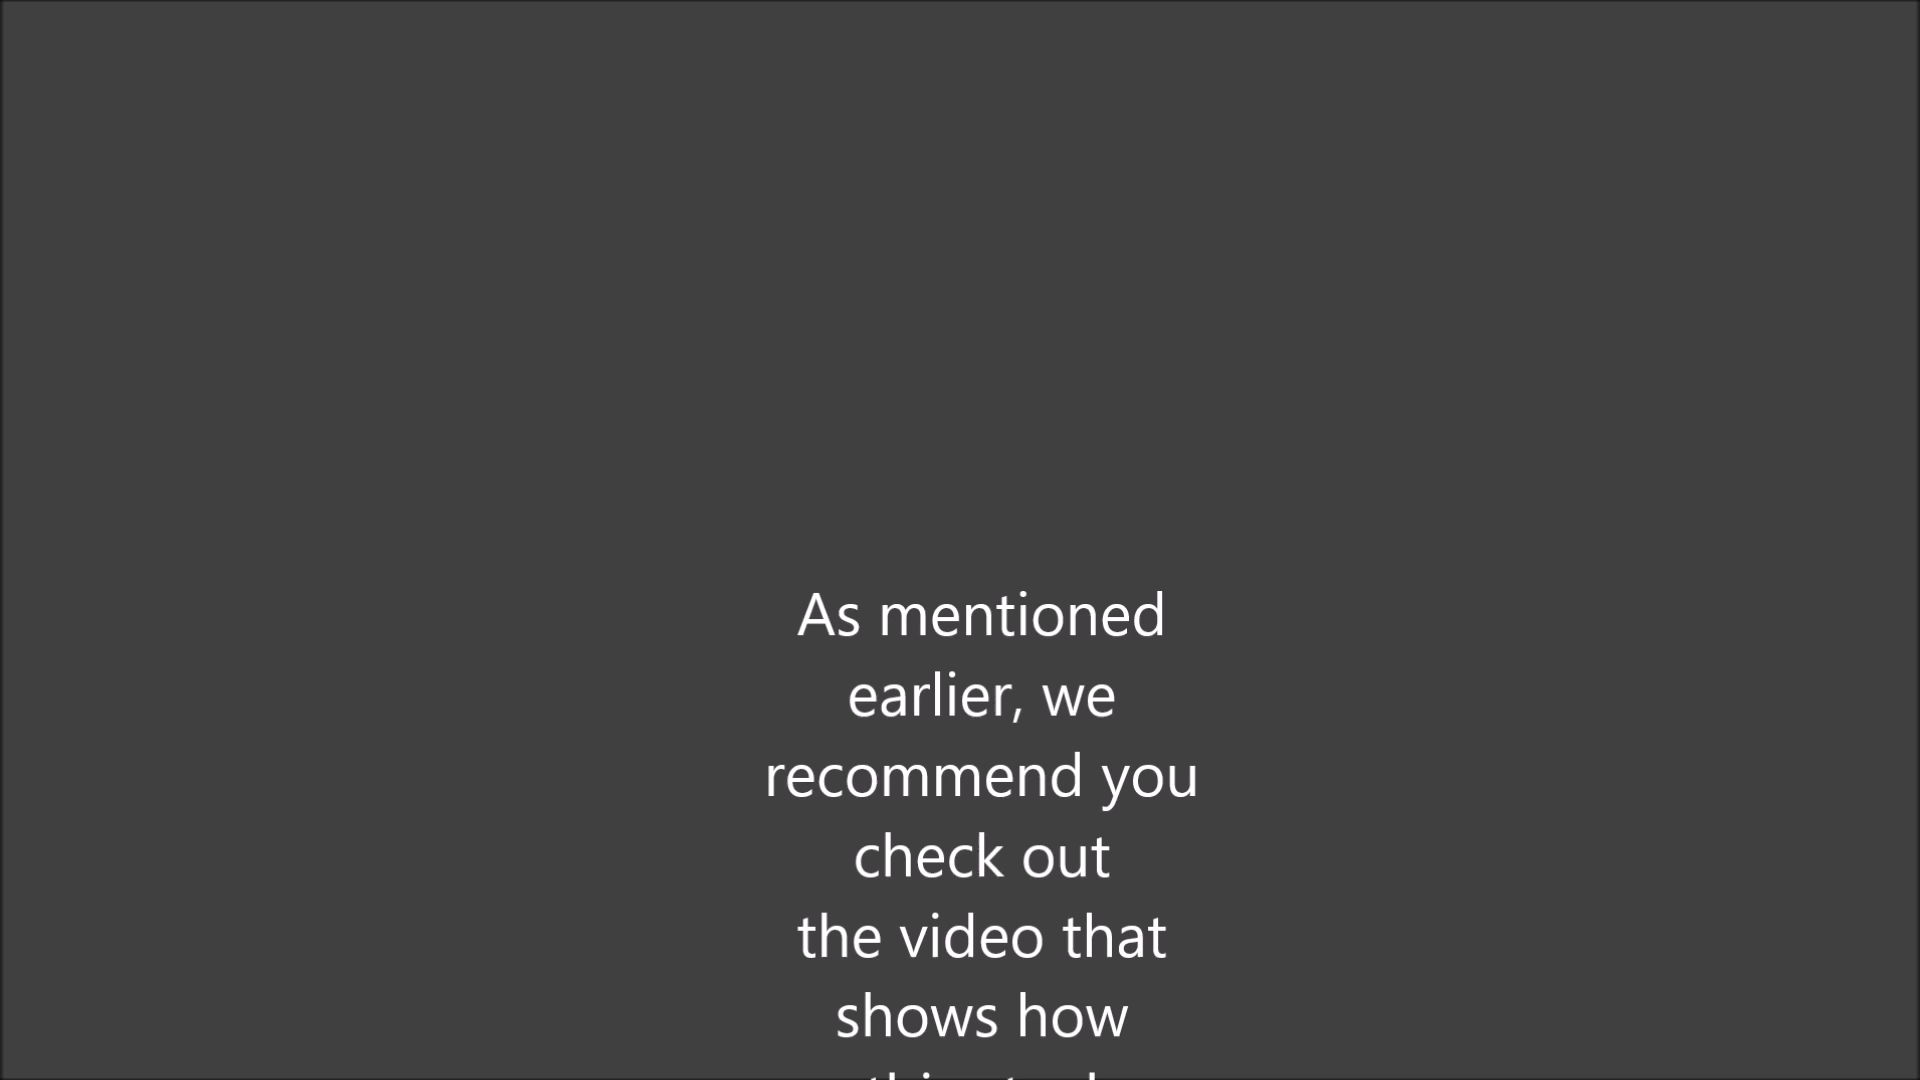 As mentioned
earlier, we
recommend you
check out
the video that
shows how